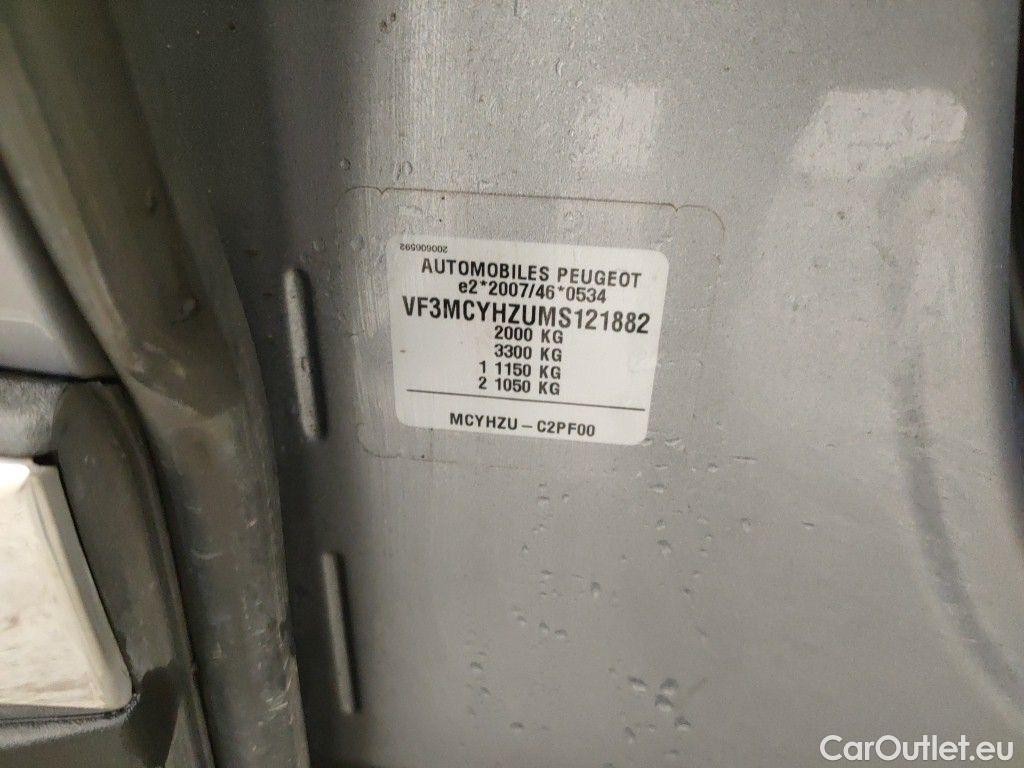 200606592
AUTOMOBILES PEUGEOT
e2*2007/46*0534
VF3MCYHZUMS121882
2000 KG
3300 KG
1 1150 KG
2 1050 KG
MCYHZU – C2PF00
CarOutlet.eu